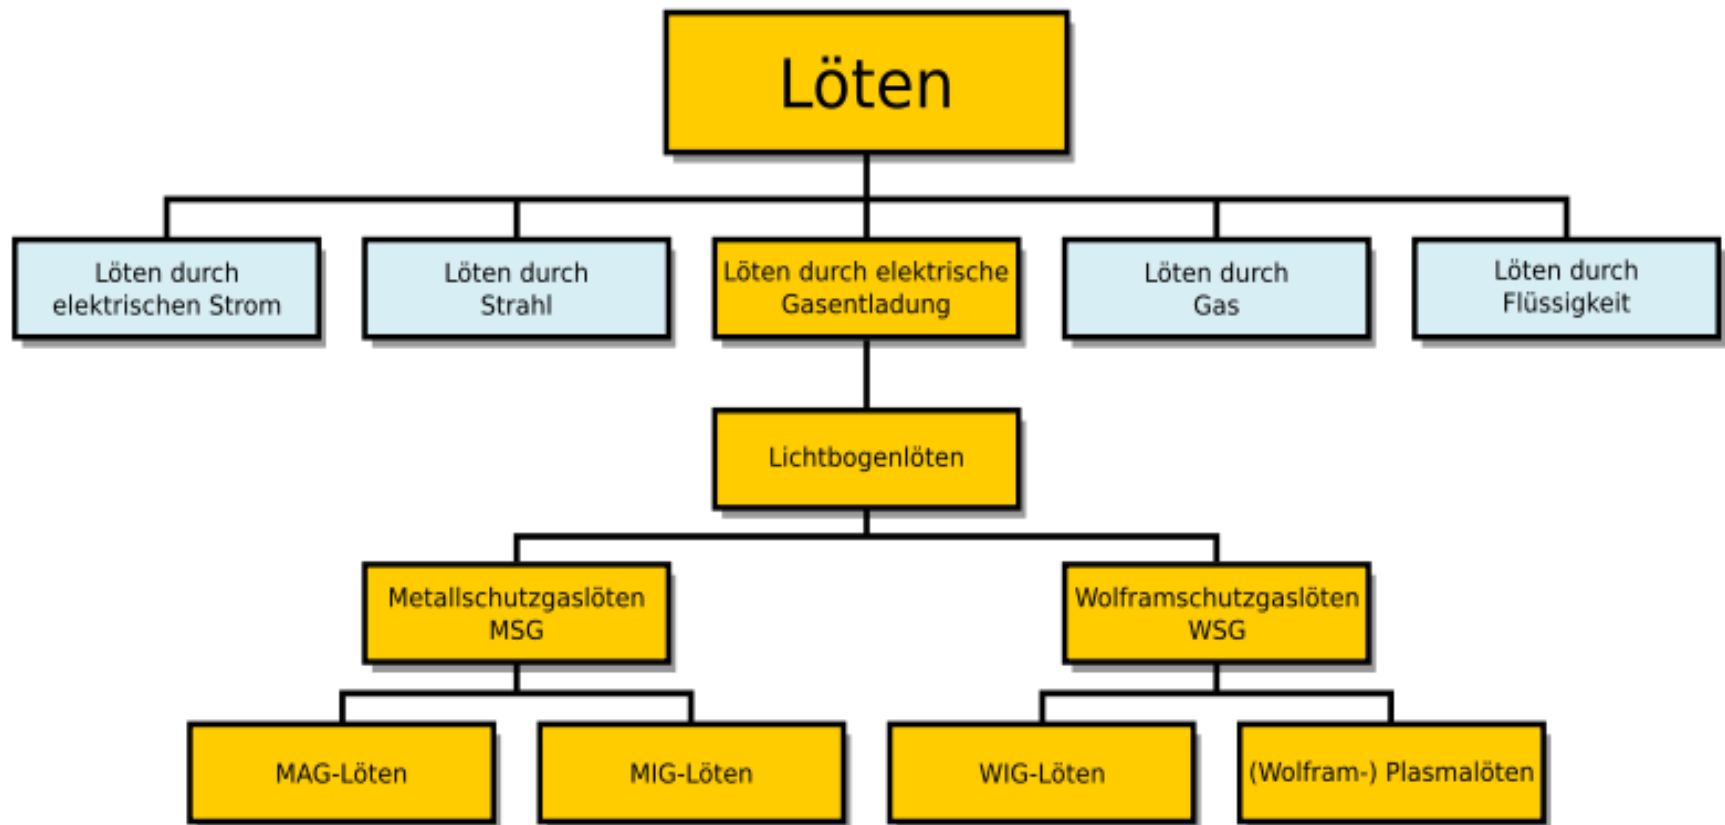 Löten
Löten durch
elektrischen Strom
Löten durch
Strahl
Löten durch elektrische
Gasentladung
Löten durch
Gas
Löten durch
Flüssigkeit
Lichtbogenlöten
Metallschutzgaslöten
MSG
Wolframschutzgaslöten
WSG
MAG-Löten
MIG-Löten
WIG-Löten
(Wolfram-) Plasmalöten